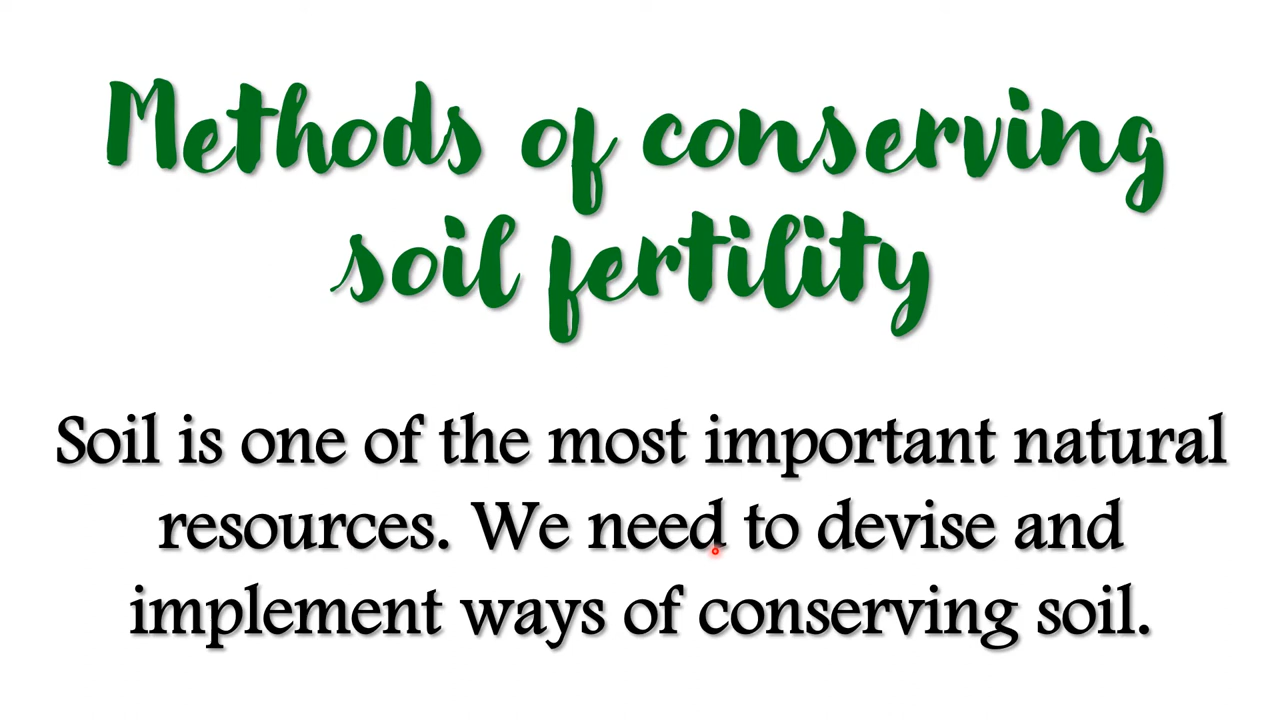 Methods of conserving
soil fertility
Soil is one of the most important natural
resources. We need to devise and
implement ways of conserving soil.